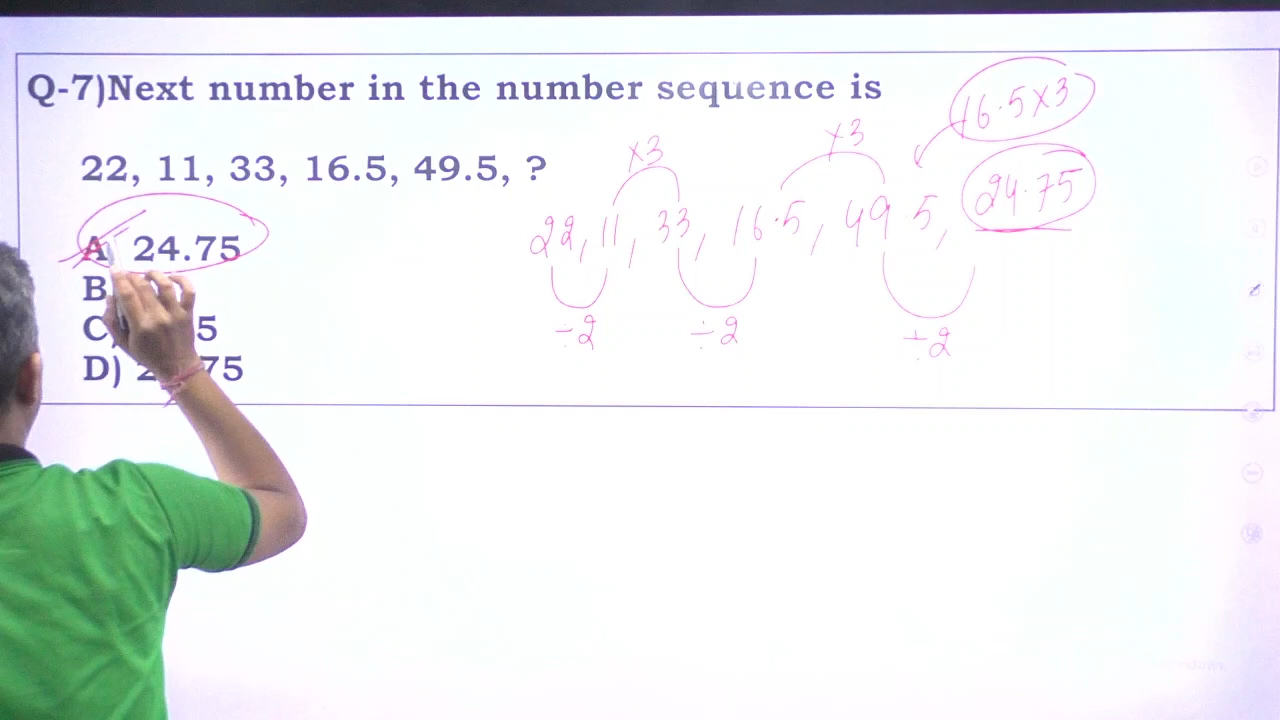 Q-7)Next number in the number sequence is
22, 11, 33, 16.5, 49.5, ?
A) 24.75
B
C) 5
D) 2 75
16.5×3
×3 ×3
22, 11, 33, 16.5, 49.5, 24.75
÷2 ÷2 ÷2